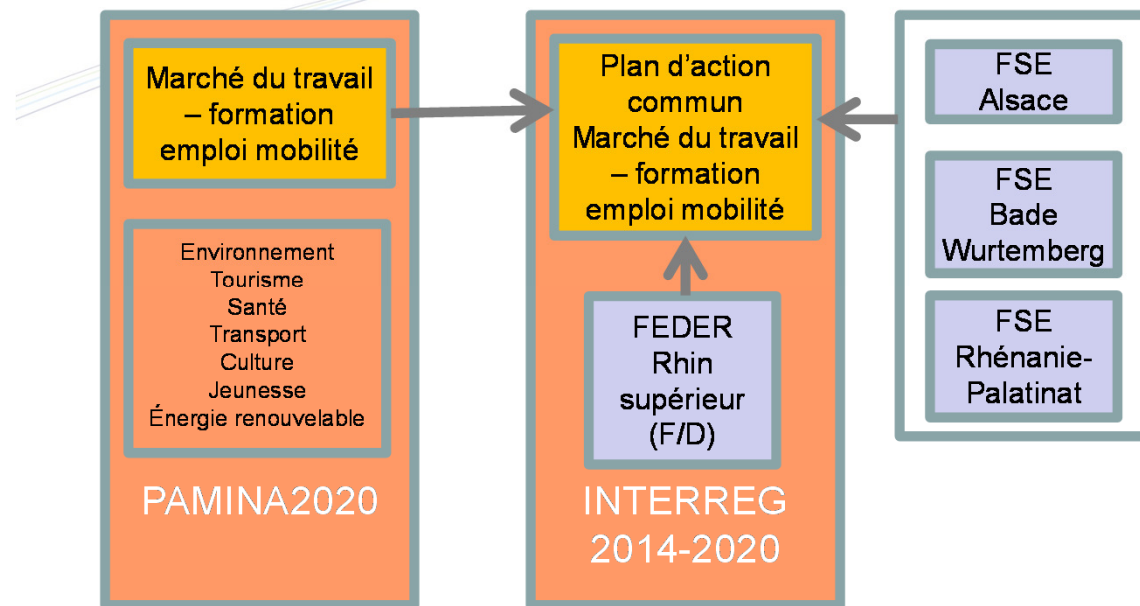 Marché du travail
– formation
emploi mobilité
Environnement
Tourisme
Santé
Transport
Culture
Jeunesse
Énergie renouvelable
PAMINA2020
Plan d’action
commun
Marché du travail
– formation
emploi mobilité
FEDER
Rhin
supérieur
(F/D)
INTERREG
2014-2020
FSE
Alsace
FSE
Bade
Wurtemberg
FSE
Rhénanie-
Palatinat